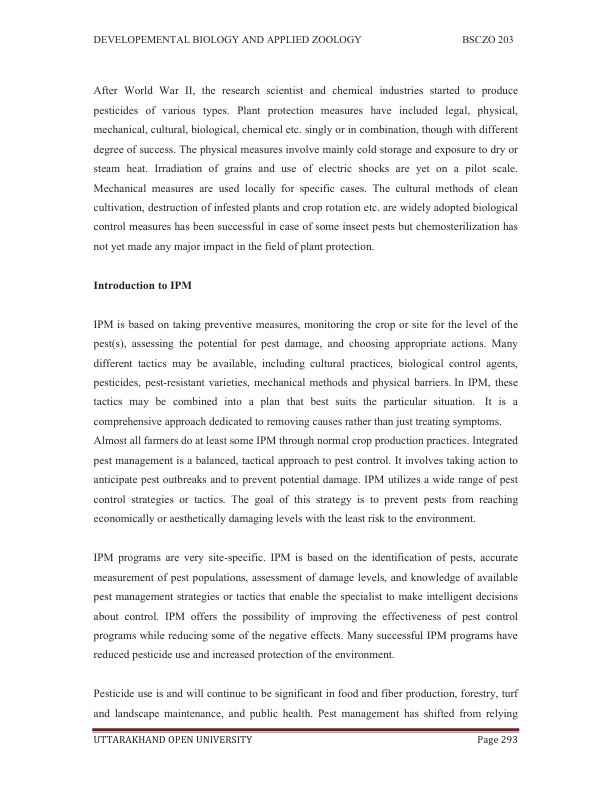 DEVELOPEMENTAL BIOLOGY AND APPLIED ZOOLOGY BSCZO 203
After World War II, the research scientist and chemical industries started to produce
pesticides of various types. Plant protection measures have included legal, physical,
mechanical, cultural, biological, chemical etc. singly or in combination, though with different
degree of success. The physical measures involve mainly cold storage and exposure to dry or
steam heat. Irradiation of grains and use of electric shocks are yet on a pilot scale.
Mechanical measures are used locally for specific cases. The cultural methods of clean
cultivation, destruction of infested plants and crop rotation etc. are widely adopted biological
control measures has been successful in case of some insect pests but chemosterilization has
not yet made any major impact in the field of plant protection.
Introduction to IPM
IPM is based on taking preventive measures, monitoring the crop or site for the level of the
pest(s), assessing the potential for pest damage, and choosing appropriate actions. Many
different tactics may be available, including cultural practices, biological control agents,
pesticides, pest-resistant varieties, mechanical methods and physical barriers. In IPM, these
tactics may be combined into a plan that best suits the particular situation. It is a
comprehensive approach dedicated to removing causes rather than just treating symptoms.
Almost all farmers do at least some IPM through normal crop production practices. Integrated
pest management is a balanced, tactical approach to pest control. It involves taking action to
anticipate pest outbreaks and to prevent potential damage. IPM utilizes a wide range of pest
control strategies or tactics. The goal of this strategy is to prevent pests from reaching
economically or aesthetically damaging levels with the least risk to the environment.
IPM programs are very site-specific. IPM is based on the identification of pests, accurate
measurement of pest populations, assessment of damage levels, and knowledge of available
pest management strategies or tactics that enable the specialist to make intelligent decisions
about control. IPM offers the possibility of improving the effectiveness of pest control
programs while reducing some of the negative effects. Many successful IPM programs have
reduced pesticide use and increased protection of the environment.
Pesticide use is and will continue to be significant in food and fiber production, forestry, turf
and landscape maintenance, and public health. Pest management has shifted from relying
UTTARAKHAND OPEN UNIVERSITY Page 293